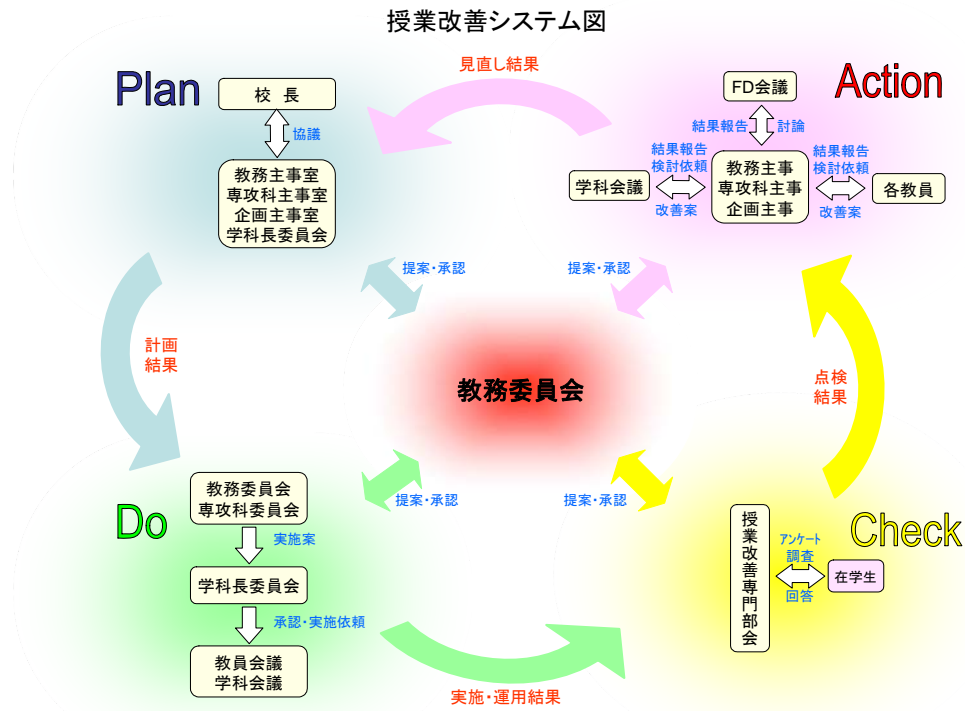 授業改善システム図
Plan
校 長
協議
教務主事室
専攻科主事室
企画主事室
学科長委員会
見直し結果
Action
FD会議
結果報告
討論
学科会議
結果報告
検討依頼
改善案
教務主事
専攻科主事
企画主事
結果報告
検討依頼
改善案
各教員
提案・承認
提案・承認
計画
結果
教務委員会
点検
結果
提案・承認
提案・承認
Do
教務委員会
専攻科委員会
実施案
学科長委員会
承認・実施依頼
教員会議
学科会議
実施・運用結果
Check
授業改善専門部会
アンケート
調査
回答
在学生